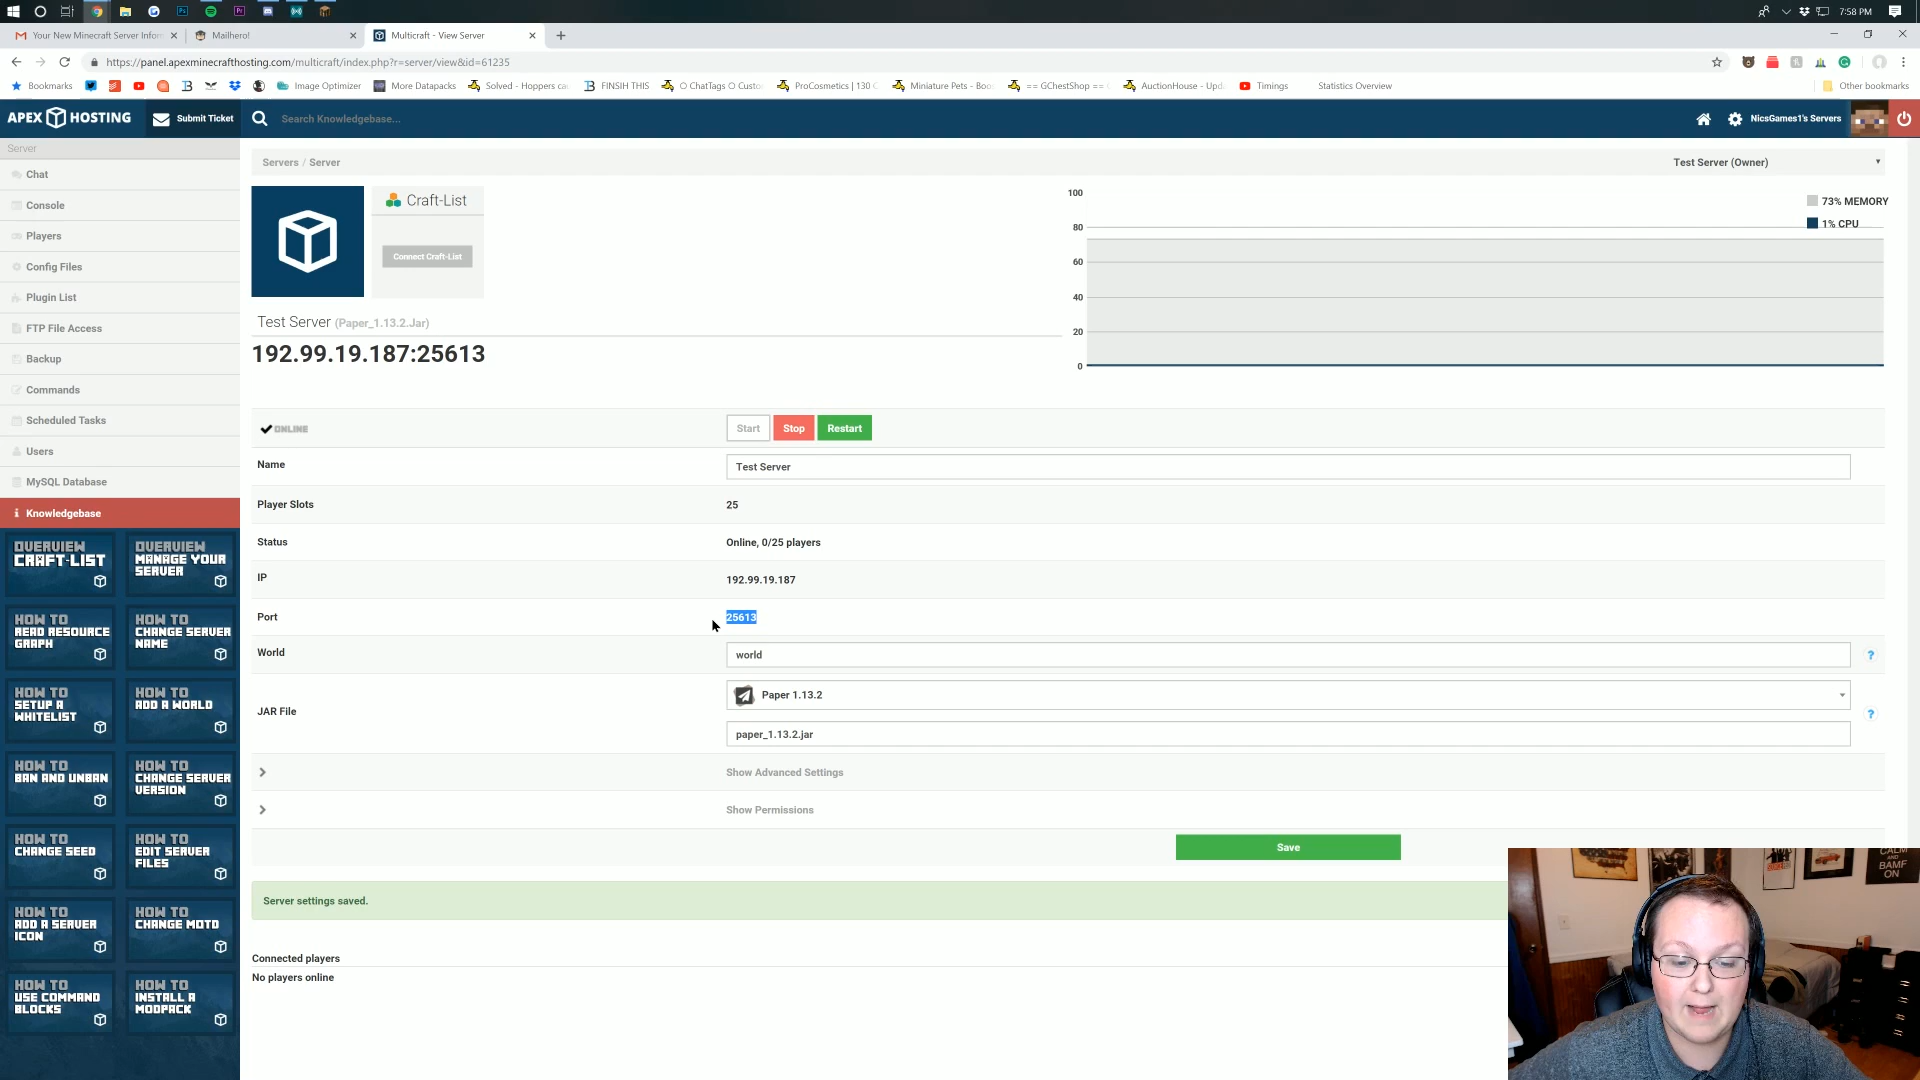 7:58 PM
Your New Minecraft Server Inform
Mailhero!
Multicraft - View Server
https://panel.apexminecrafthosting.com/multicraft/index.php?r=server/view&id=61235
Bookmarks
Image Optimizer
More Datapacks
Solved - Hoppers ca
FINSIH THIS
O ChatTags O Custo
ProCosmetics | 130 C
Miniature Pets - Boo
== GChestShop ==
AuctionHouse - Upd
Timings
Statistics Overview
Other bookmarks
APEX HOSTING
Submit Ticket
Search Knowledgebase...
NicsGames1's Servers
Server
Chat
Console
Players
Config Files
Plugin List
FTP File Access
Backup
Commands
Scheduled Tasks
Users
MySQL Database
Knowledgebase
OVERVIEW
CRAFT-LIST
OVERVIEW
MANAGE YOUR
SERVER
HOW TO
READ RESOURCE
GRAPH
HOW TO
CHANGE SERVER
NAME
HOW TO
SETUP A
WHITELIST
HOW TO
ADD A WORLD
HOW TO
BAN AND UNBAN
HOW TO
CHANGE SERVER
VERSION
HOW TO
CHANGE SEED
HOW TO
EDIT SERVER
FILES
HOW TO
ADD A SERVER
ICON
HOW TO
CHANGE MOTD
HOW TO
USE COMMAND
BLOCKS
HOW TO
INSTALL A
MODPACK
Servers / Server
Test Server (Owner)
Craft-List
Connect Craft-List
100
80
60
40
20
0
73% MEMORY
1% CPU
Test Server (Paper_1.13.2.Jar)
192.99.19.187:25613
ONLINE
Start
Stop
Restart
Name
Test Server
Player Slots
25
Status
Online, 0/25 players
IP
192.99.19.187
Port
25613
World
world
?
JAR File
Paper 1.13.2
paper_1.13.2.jar
?
Show Advanced Settings
Show Permissions
Save
Server settings saved.
Connected players
No players online
CALM
AND
BAMF
ON